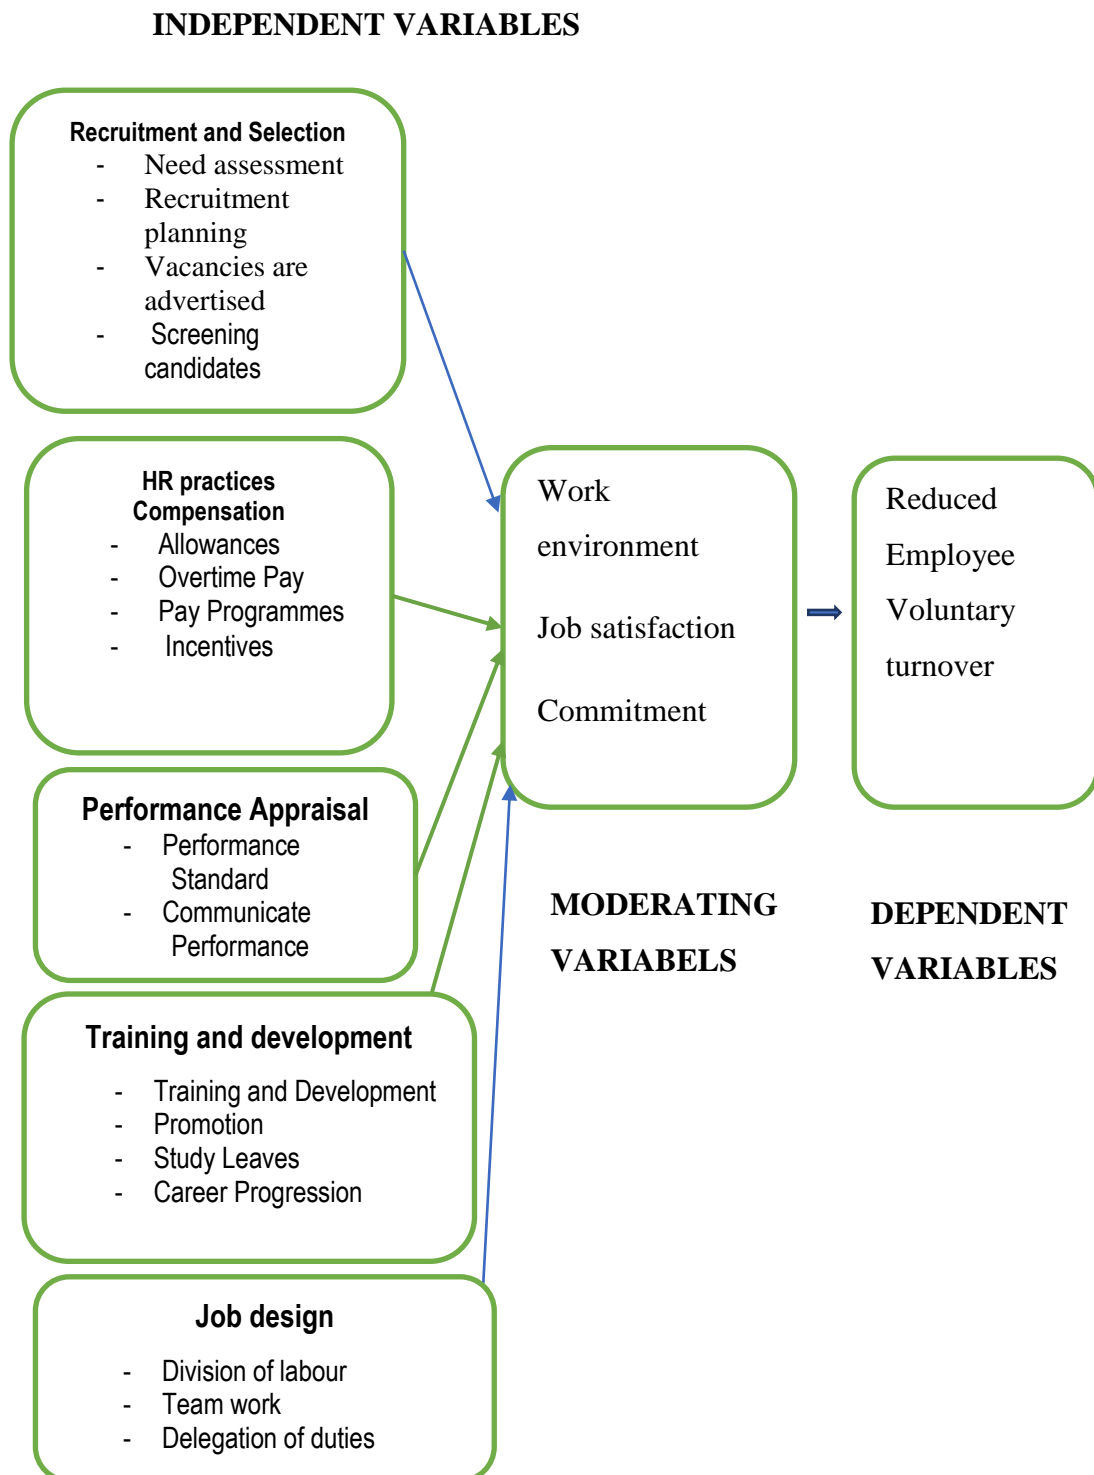 INDEPENDENT VARIABLES
Recruitment and Selection
- Need assessment
- Recruitment
planning
- Vacancies are
advertised
- Screening
candidates
HR practices
Compensation
- Allowances
- Overtime Pay
- Pay Programmes
- Incentives
Performance Appraisal
- Performance
Standard
- Communicate
Performance
Training and development
- Training and Development
- Promotion
- Study Leaves
- Career Progression
Job design
- Division of labour
- Team work
- Delegation of duties
Work
environment
Job satisfaction
Commitment
MODERATING
VARIABELS
Reduced
Employee
Voluntary
turnover
DEPENDENT
VARIABLES